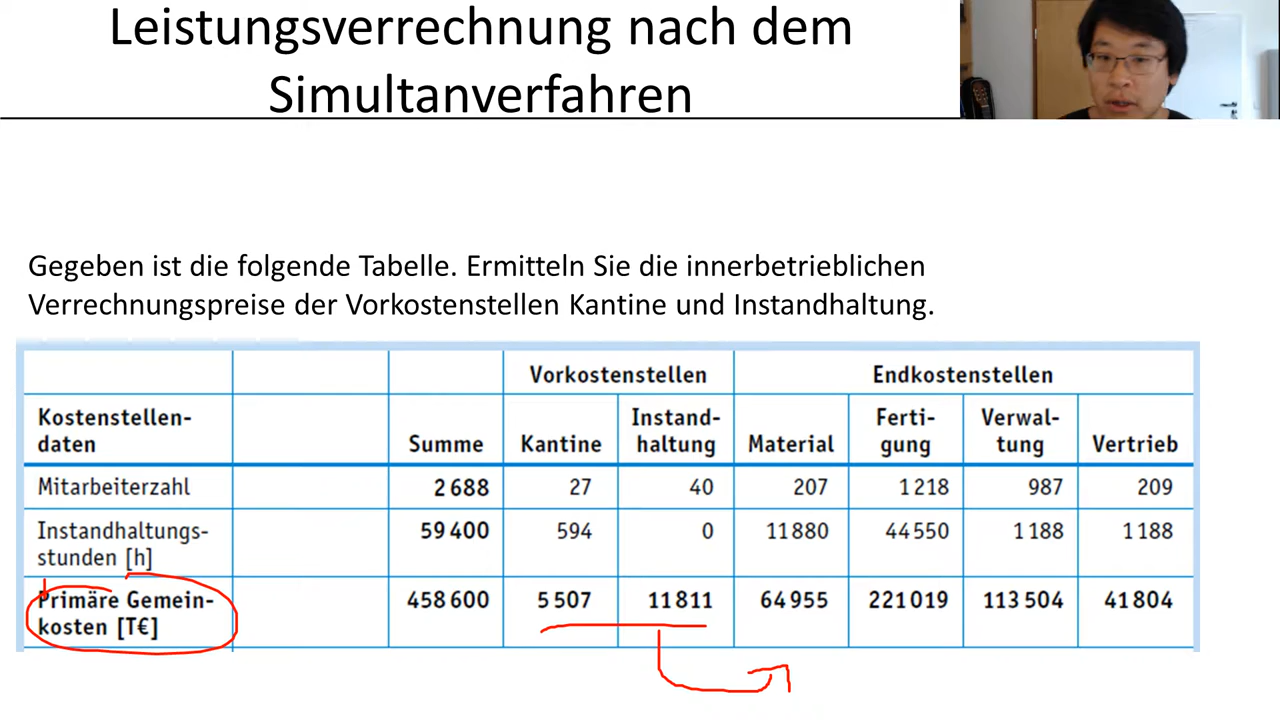 Leistungsverrechnung nach dem
Simultanverfahren
Gegeben ist die folgende Tabelle. Ermitteln Sie die innerbetrieblichen
Verrechnungspreise der Vorkostenstellen Kantine und Instandhaltung.
Vorkostenstellen Endkostenstellen
Kostenstellen- Instand- Ferti- Verwal-
daten Summe Kantine haltung Material gung tung Vertrieb
Mitarbeiterzahl 2 688 27 40 207 1 218 987 209
Instandhaltungs- 59 400 594 0 11 880 44 550 1 188 1 188
stunden [h]
Primäre Gemein- 458 600 5 507 11 811 64 955 221 019 113 504 41 804
kosten [T€]